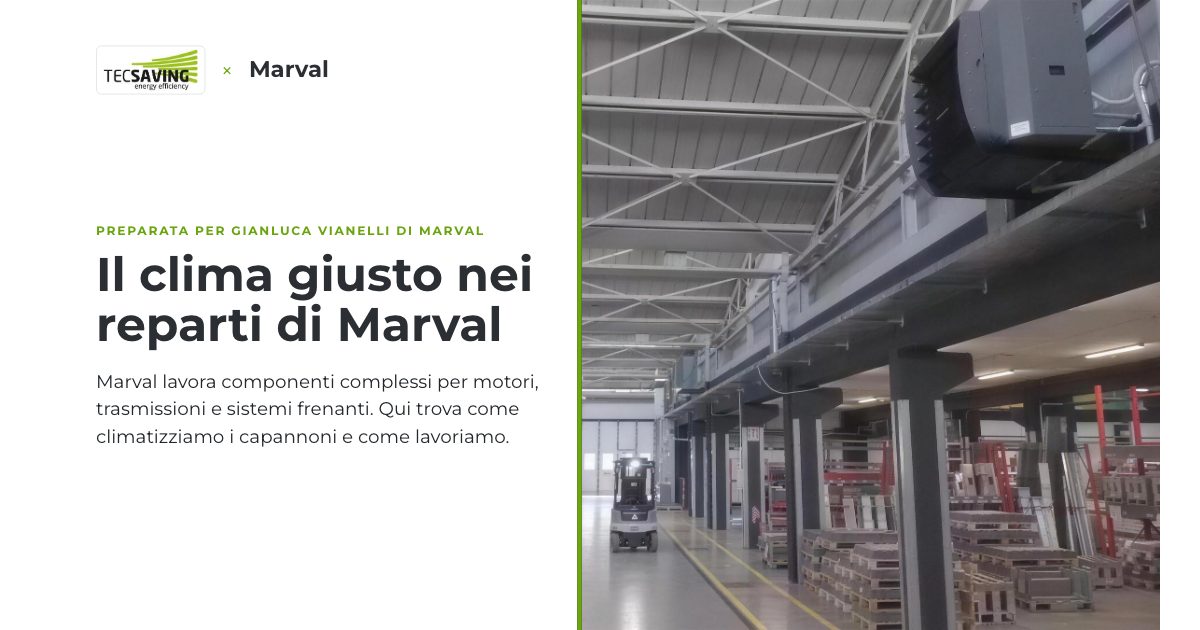 TECSAVING
energy efficiency
× Marval
PREPARATA PER GIANLUCA VIANELLI DI MARVAL
Il clima giusto nei
reparti di Marval
Marval lavora componenti complessi per motori,
trasmissioni e sistemi frenanti. Qui trova come
climatizziamo i capannoni e come lavoriamo.